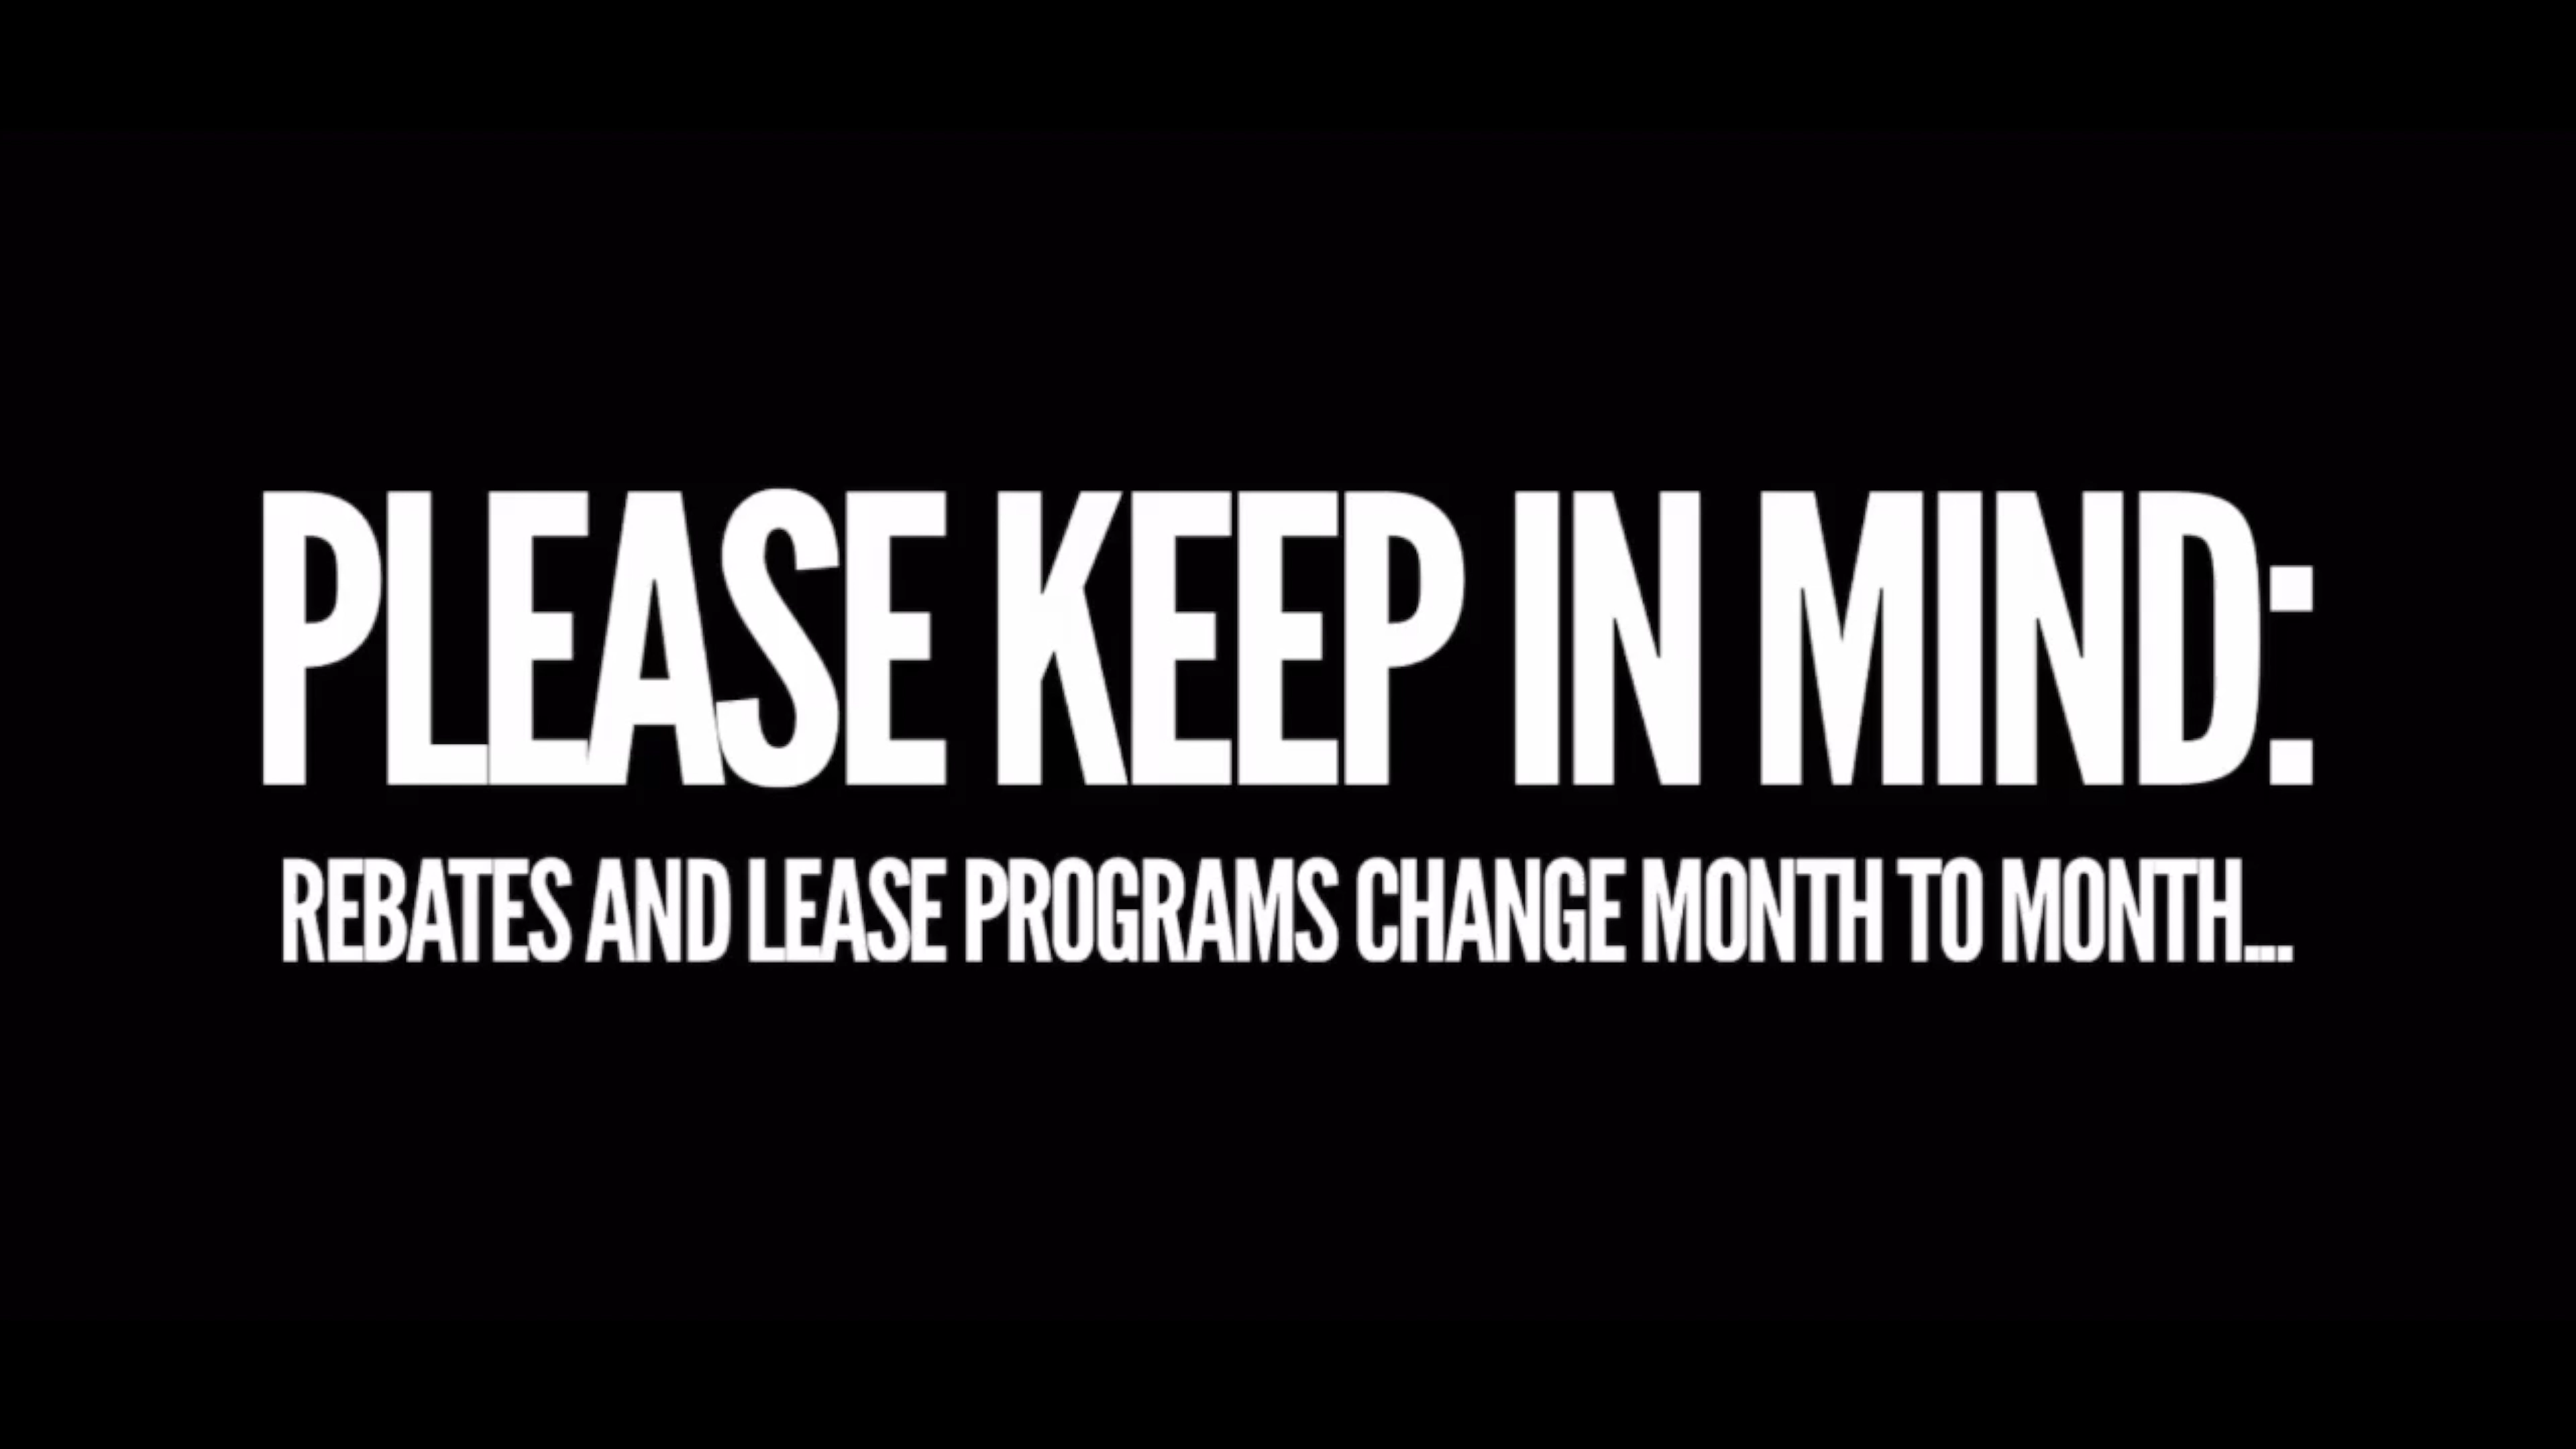 PLEASE KEEP IN MIND:
REBATES AND LEASE PROGRAMS CHANGE MONTH TO MONTH...